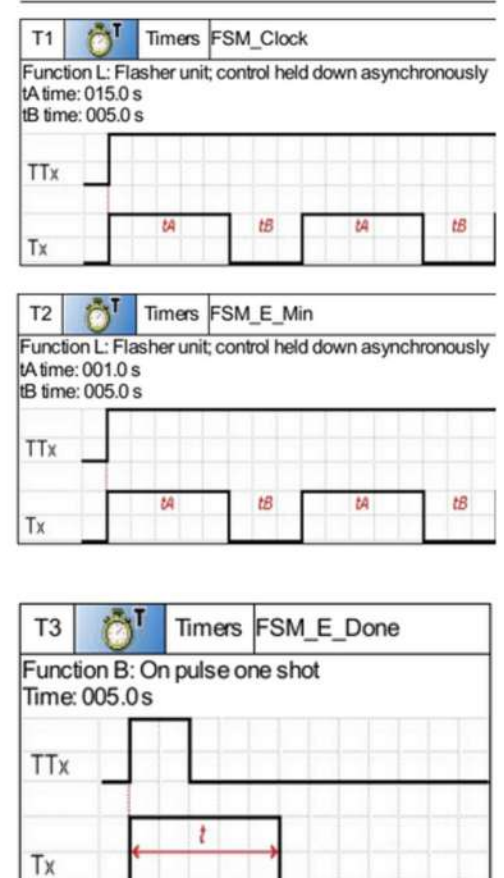 T1 T Timers FSM_Clock
Function L: Flasher unit; control held down asynchronously
tA time: 015.0 s
tB time: 005.0 s
TTx
tA tB tA tB
Tx
T2 T Timers FSM_E_Min
Function L: Flasher unit; control held down asynchronously
tA time: 001.0 s
tB time: 005.0 s
TTx
tA tB tA tB
Tx
T3 T Timers FSM_E_Done
Function B: On pulse one shot
Time: 005.0 s
TTx
t
Tx